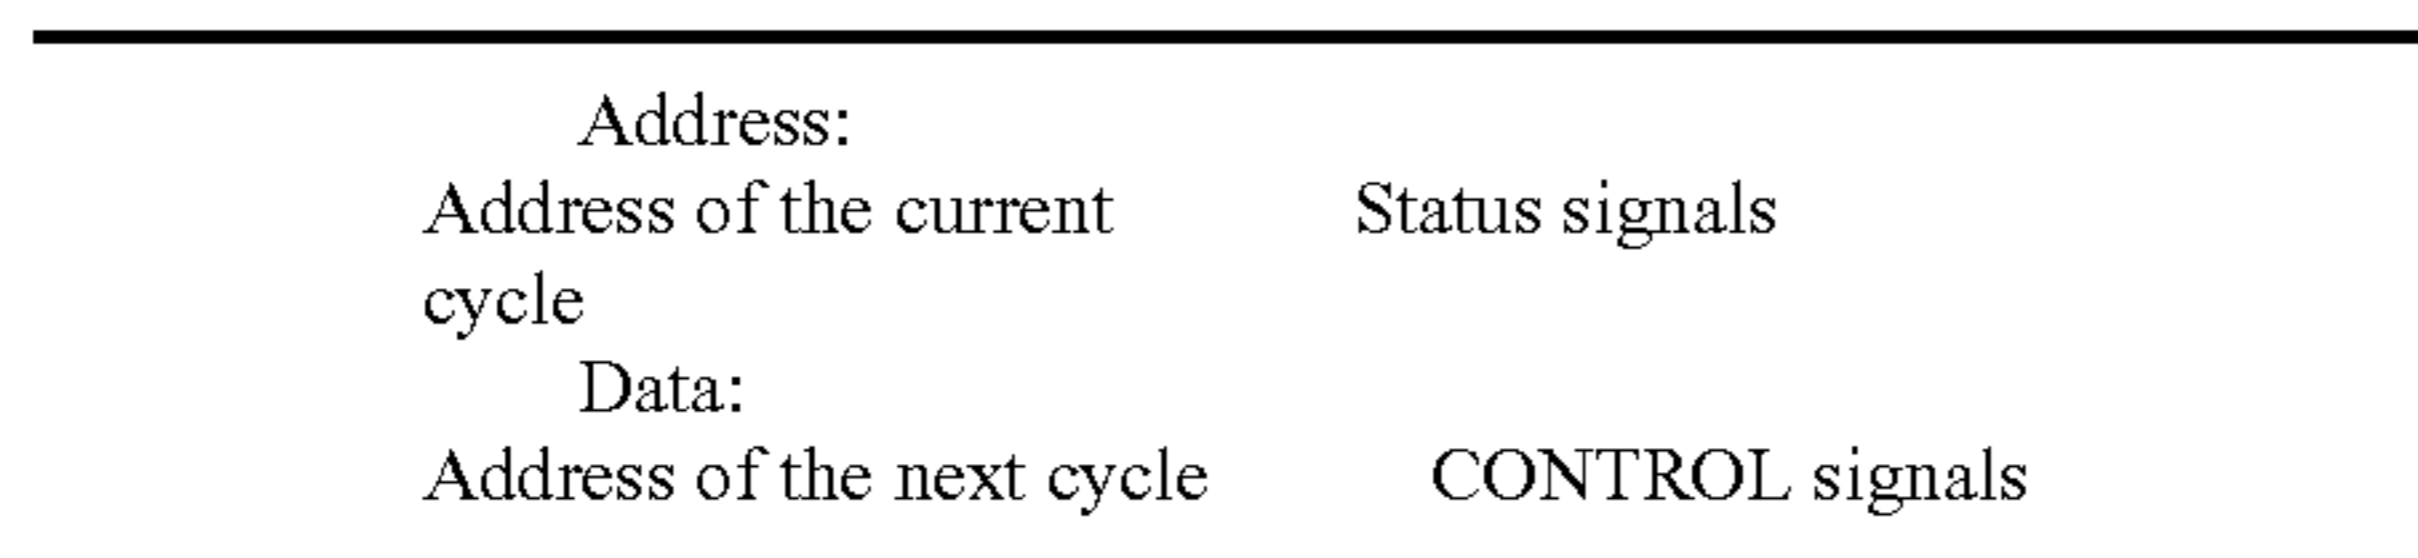 Address:
Address of the current Status signals
cycle
Data:
Address of the next cycle CONTROL signals